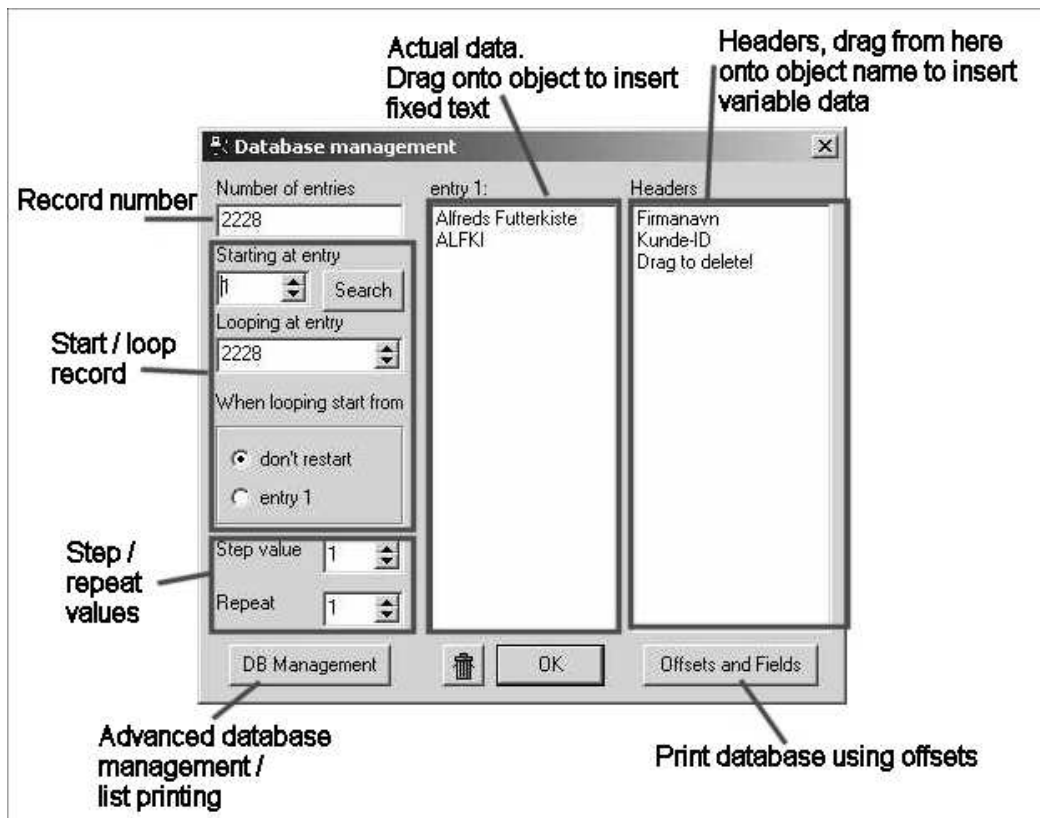 Actual data.
Drag onto object to insert
fixed text
Headers, drag from here
onto object name to insert
variable data
Database management
Record number
Number of entries
2228
entry 1:
Alfreds Futterkiste
ALFKI
Headers
Firmanavn
Kunde-ID
Drag to delete!
Start / loop
record
Starting at entry
1
Search
Looping at entry
2228
When looping start from
don't restart
entry 1
Step /
repeat
values
Step value
1
Repeat
1
DB Management
OK
Offsets and Fields
Advanced database
management /
list printing
Print database using offsets